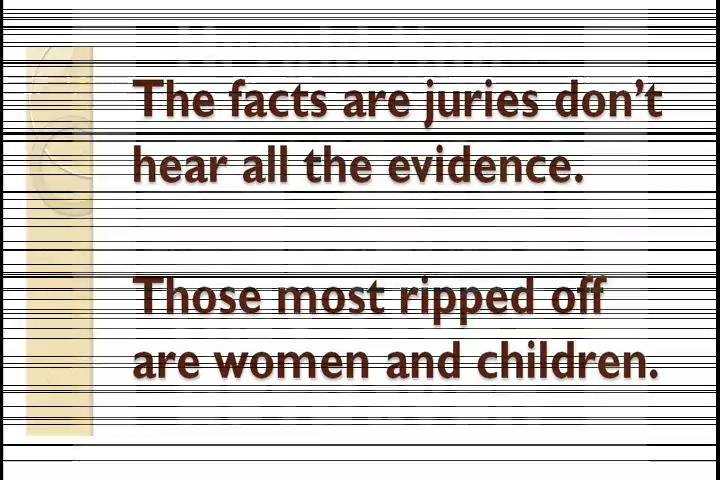 The facts are juries don’t
hear all the evidence.
Those most ripped off
are women and children.